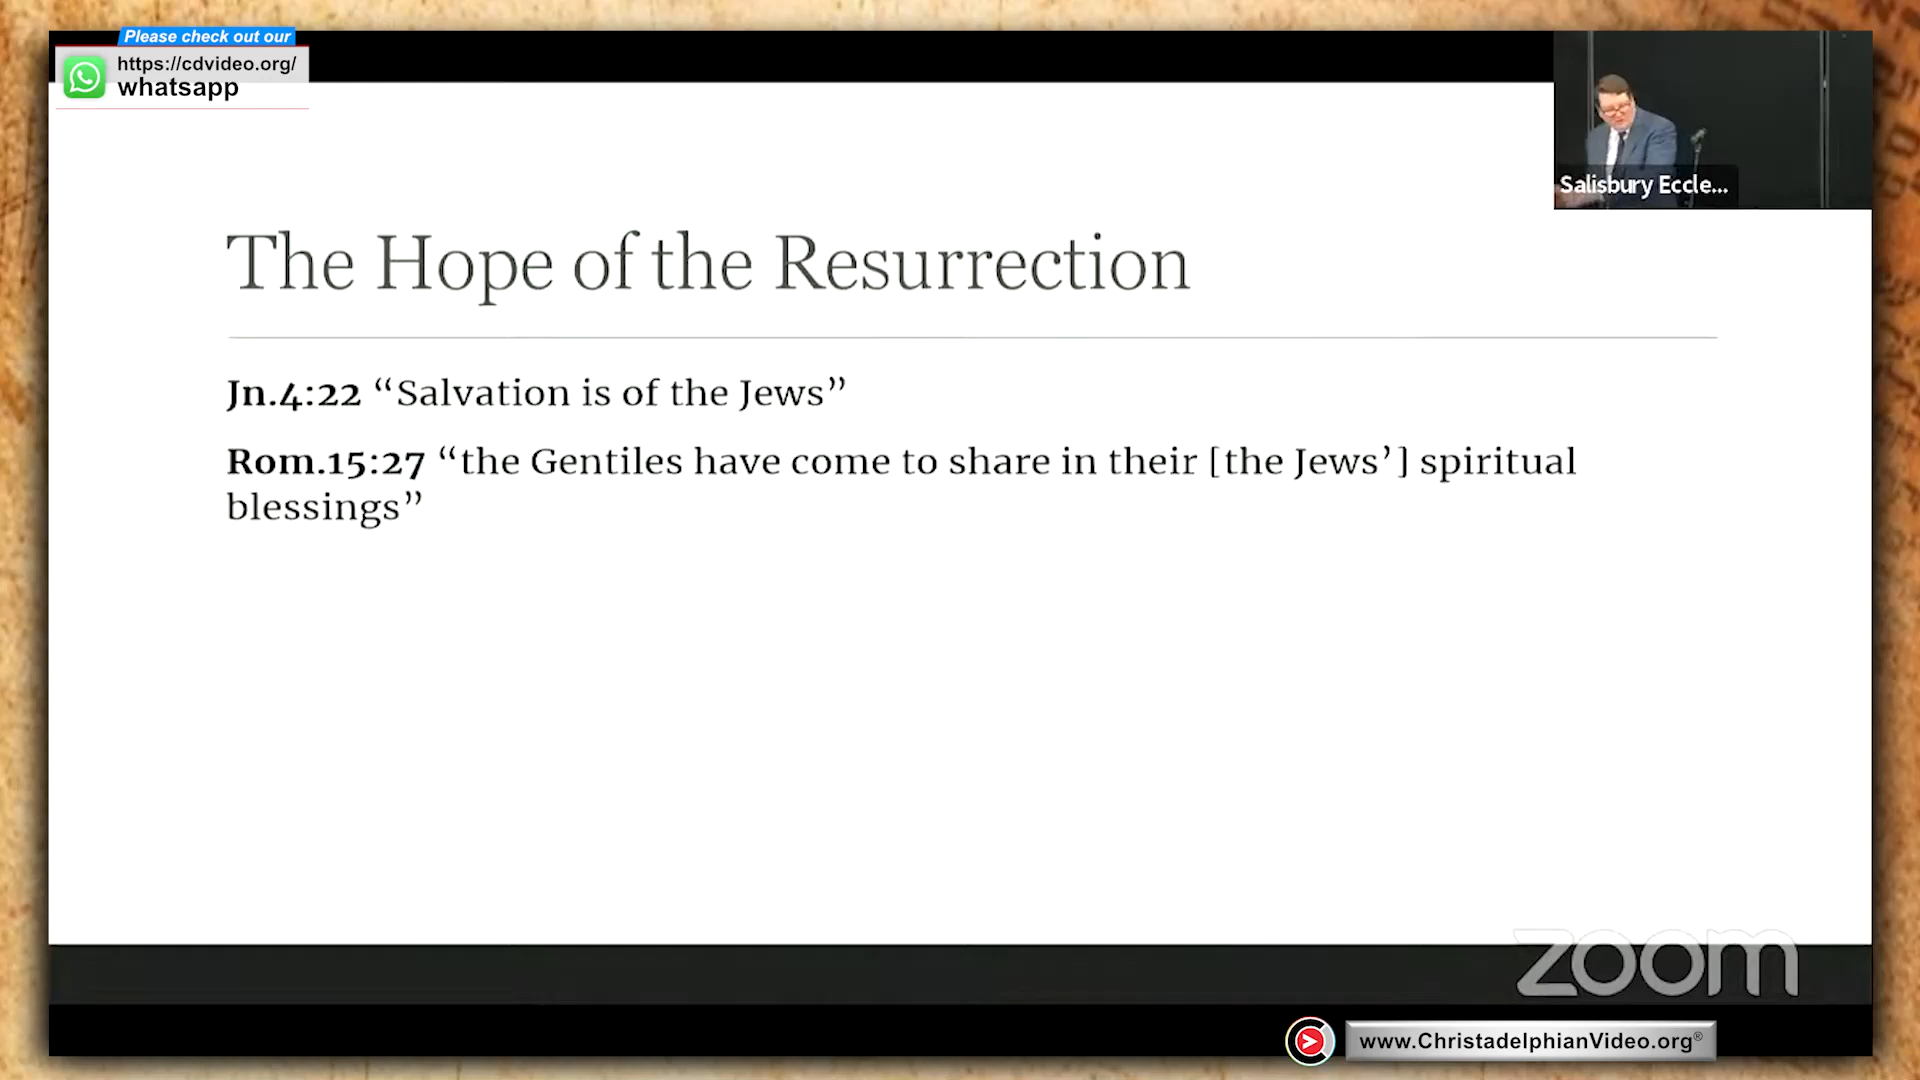 Please check out our
https://cdvideo.org/
whatsapp
Salisbury Eccle...
The Hope of the Resurrection
Jn.4:22 “Salvation is of the Jews”
Rom.15:27 “the Gentiles have come to share in their [the Jews’] spiritual
blessings”
zoom
www.ChristadelphianVideo.org®